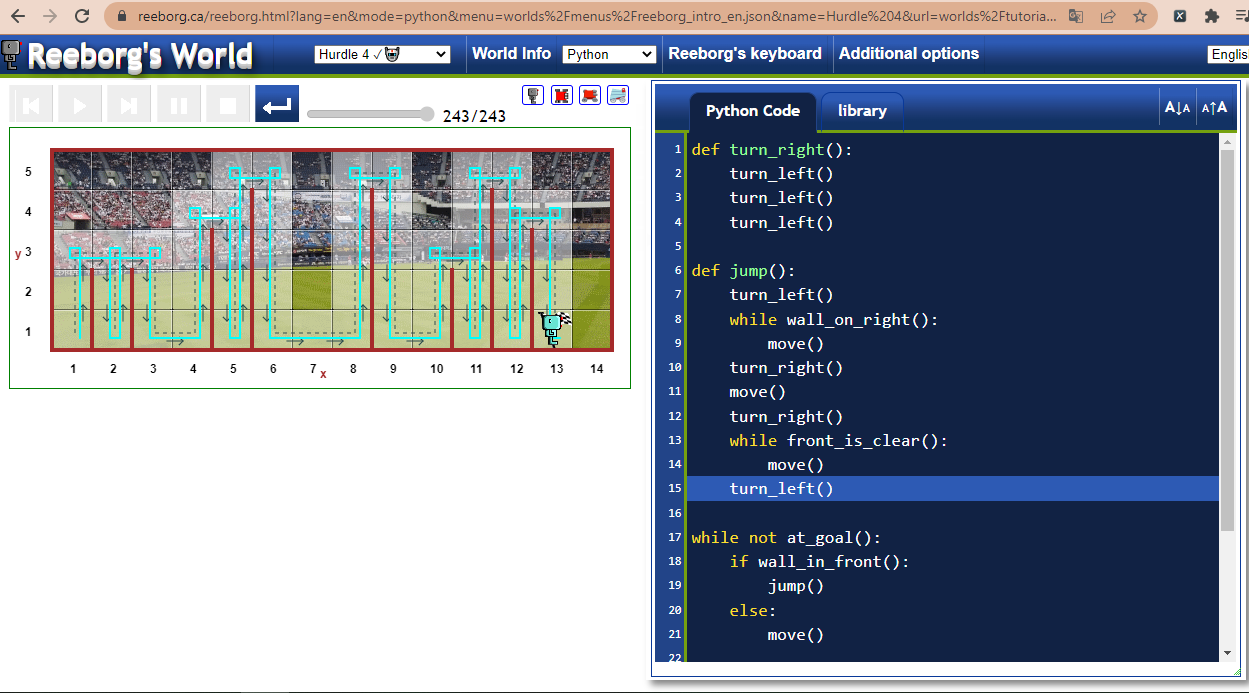 reeborg.ca/reeborg.html?lang=en&mode=python&menu=worlds%2Fmenus%2Freeborg_intro_en.json&name=Hurdle%204&url=worlds%2Ftutoria...
Reeborg's World
Hurdle 4 ✓
World Info
Python
Reeborg's keyboard
Additional options
Englis
243/243
Python Code
library
A↓A
A↑A
5
4
y 3
2
1
1 2 3 4 5 6 7 x 8 9 10 11 12 13 14
1 def turn_right():
2 turn_left()
3 turn_left()
4 turn_left()
5
6 def jump():
7 turn_left()
8 while wall_on_right():
9 move()
10 turn_right()
11 move()
12 turn_right()
13 while front_is_clear():
14 move()
15 turn_left()
16
17 while not at_goal():
18 if wall_in_front():
19 jump()
20 else:
21 move()
22